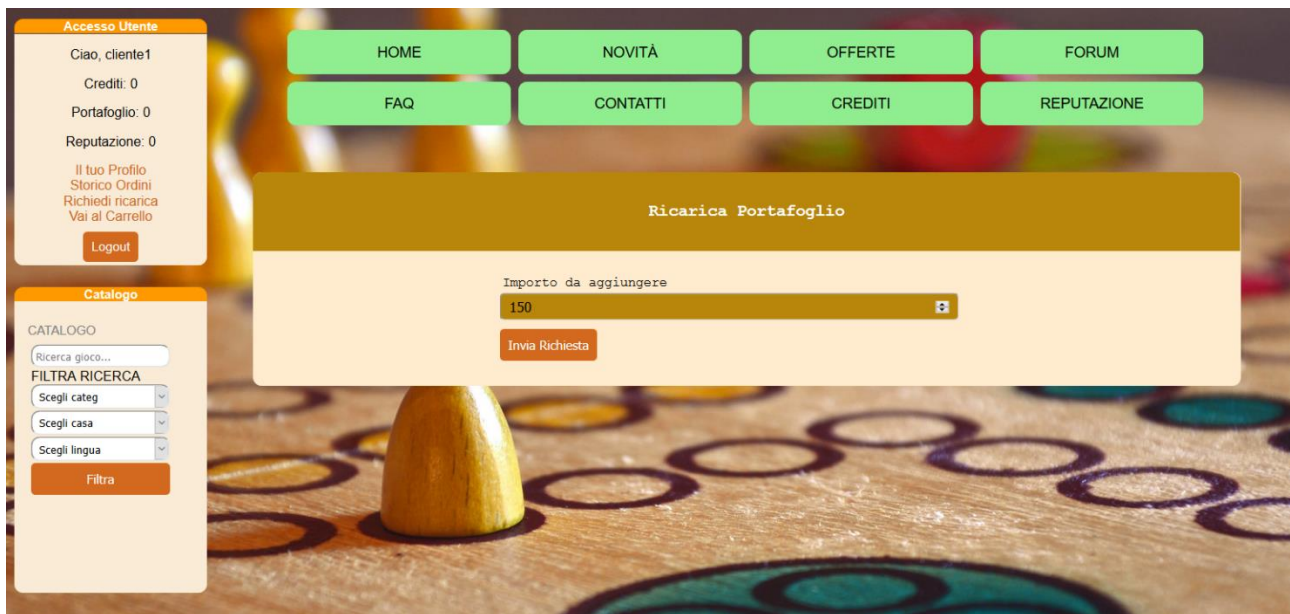 Accesso Utente
Ciao, cliente1
Crediti: 0
Portafoglio: 0
Reputazione: 0
Il tuo Profilo
Storico Ordini
Richiedi ricarica
Vai al Carrello
Logout
Catalogo
CATALOGO
Ricerca gioco...
FILTRA RICERCA
Scegli categ
Scegli casa
Scegli lingua
Filtra
HOME NOVITÀ OFFERTE FORUM
FAQ CONTATTI CREDITI REPUTAZIONE
Ricarica Portafoglio
Importo da aggiungere
150
Invia Richiesta